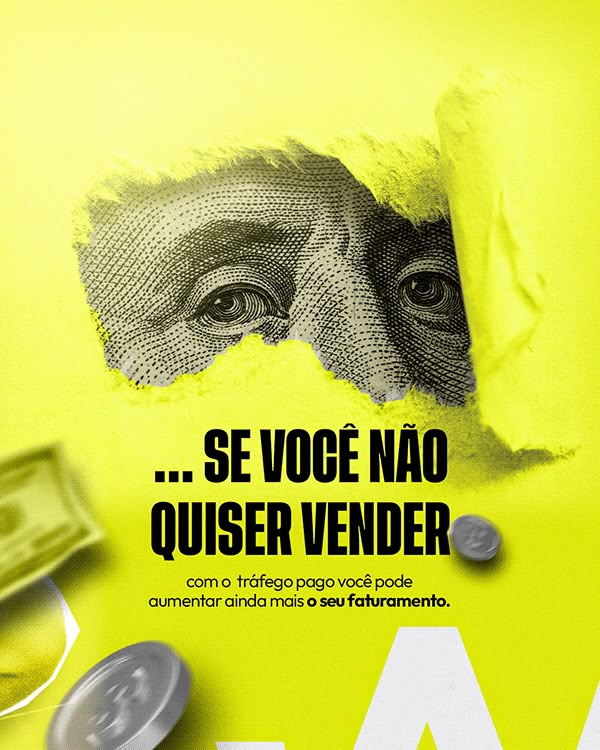 ... SE VOCÊ NÃO
QUISER VENDER
com o tráfego pago você pode
aumentar ainda mais o seu faturamento.